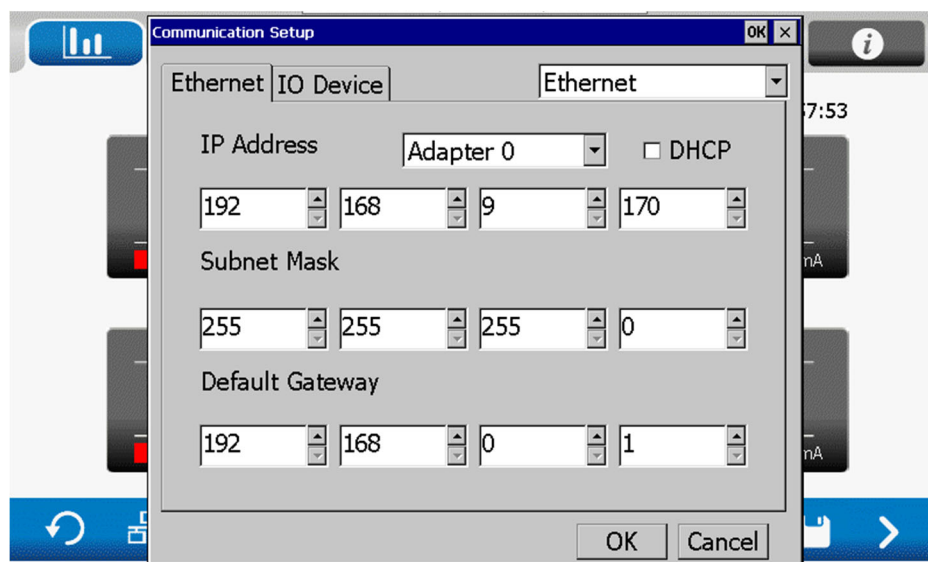 Communication Setup OK ×
Ethernet IO Device Ethernet
7:53
IP Address Adapter 0 DHCP
192 168 9 170
Subnet Mask
mA
255 255 255 0
Default Gateway
192 168 0 1
mA
OK Cancel